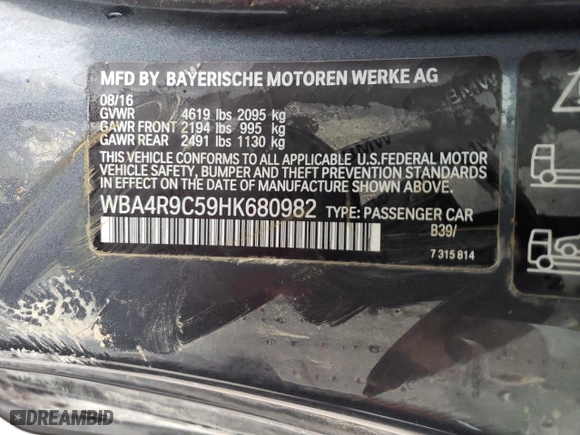 MFD BY BAYERISCHE MOTOREN WERKE AG
08/16
GVWR 4619 lbs 2095 kg
GAWR FRONT 2194 lbs 995 kg
GAWR REAR 2491 lbs 1130 kg
THIS VEHICLE CONFORMS TO ALL APPLICABLE U.S.FEDERAL MOTOR
VEHICLE SAFETY, BUMPER AND THEFT PREVENTION STANDARDS
IN EFFECT ON THE DATE OF MANUFACTURE SHOWN ABOVE.
WBA4R9C59HK680982 TYPE: PASSENGER CAR
B39/
7 315 814
DREAMBID